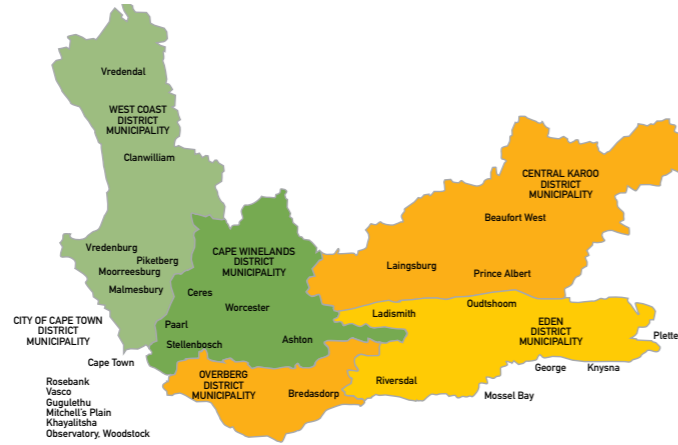 Vredendal
WEST COAST
DISTRICT
MUNICIPALITY
Clanwilliam
CENTRAL KAROO
DISTRICT
MUNICIPALITY
Beaufort West
Vredenburg
Piketberg
Moorreesburg
Malmesbury
CAPE WINELANDS
DISTRICT
MUNICIPALITY
Laingsburg
Prince Albert
Ceres
Worcester
Oudtshoorn
Ladismith
CITY OF CAPE TOWN
DISTRICT
MUNICIPALITY
Paarl
Stellenbosch
Ashton
EDEN
DISTRICT
MUNICIPALITY
Plette
Cape Town
OVERBERG
DISTRICT
MUNICIPALITY
Bredasdorp
Riversdal
George
Knysna
Mossel Bay
Rosebank
Vasco
Gugulethu
Mitchell's Plain
Khayalitsha
Observatory, Woodstock